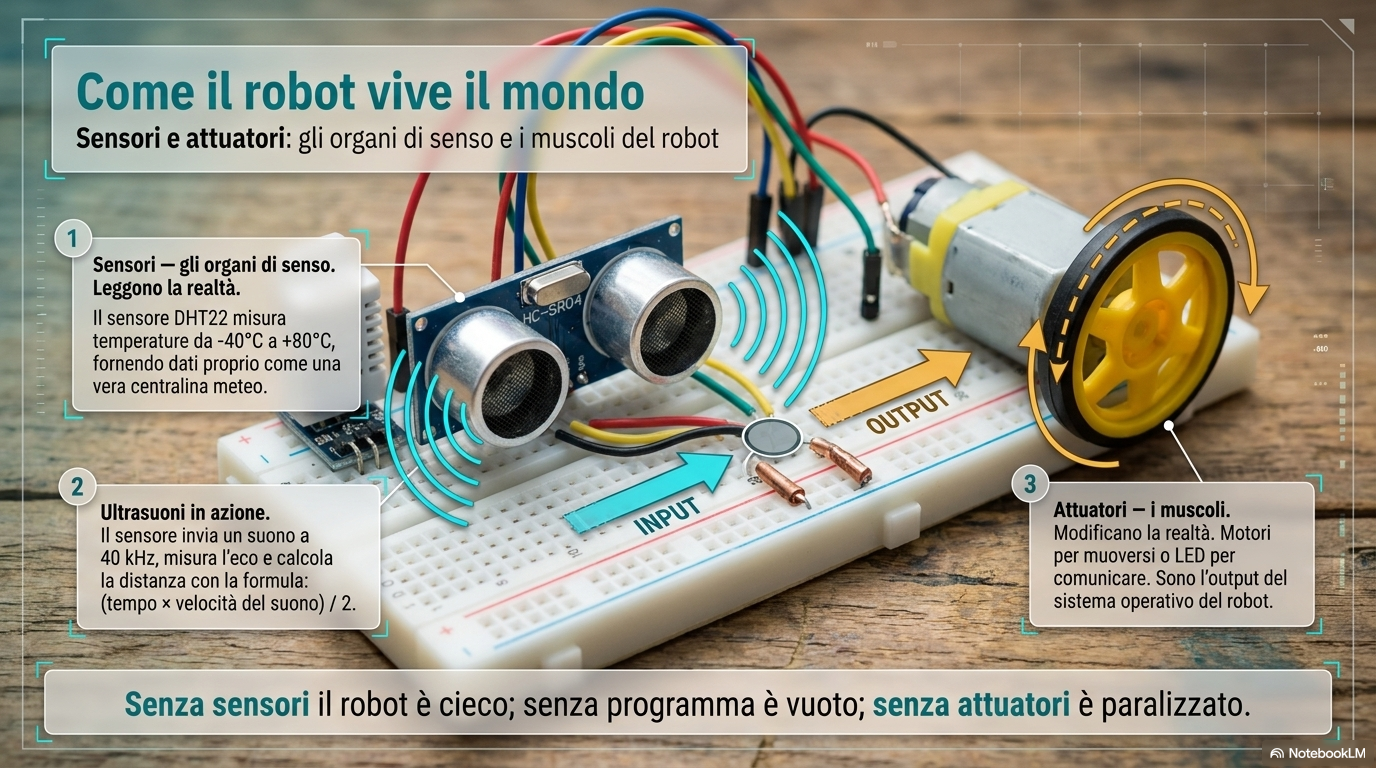 Come il robot vive il mondo
Sensori e attuatori: gli organi di senso e i muscoli del robot
1
Sensori — gli organi di senso.
Leggono la realtà.
Il sensore DHT22 misura
temperature da -40°C a +80°C,
fornendo dati proprio come una
vera centralina meteo.
HC-SR04
2
Ultrasuoni in azione.
Il sensore invia un suono a
40 kHz, misura l'eco e calcola
la distanza con la formula:
(tempo × velocità del suono) / 2.
INPUT
OUTPUT
3
Attuatori — i muscoli.
Modificano la realtà. Motori
per muoversi o LED per
comunicare. Sono l'output del
sistema operativo del robot.
Senza sensori il robot è cieco; senza programma è vuoto; senza attuatori è paralizzato.
NotebookLM